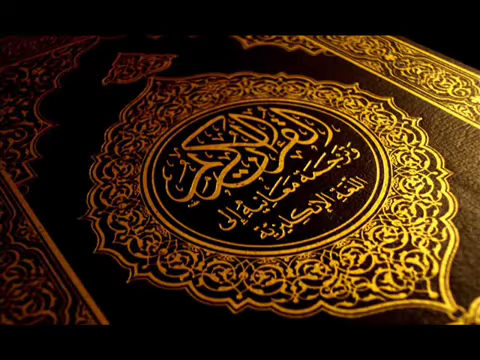 القرآن الكريم
وترجمة معانيه إلى
اللغة الإنكليزية